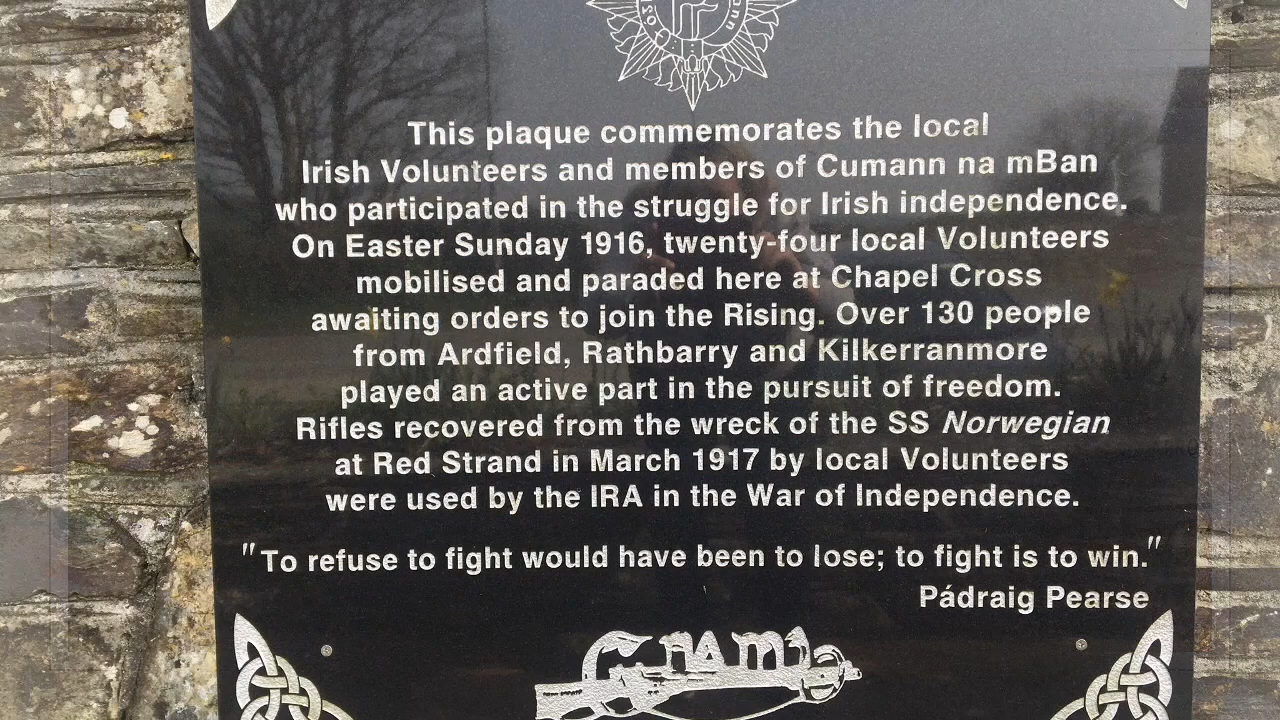 This plaque commemorates the local
Irish Volunteers and members of Cumann na mBan
who participated in the struggle for Irish independence.
On Easter Sunday 1916, twenty-four local Volunteers
mobilised and paraded here at Chapel Cross
awaiting orders to join the Rising. Over 130 people
from Ardfield, Rathbarry and Kilkerranmore
played an active part in the pursuit of freedom.
Rifles recovered from the wreck of the SS Norwegian
at Red Strand in March 1917 by local Volunteers
were used by the IRA in the War of Independence.
"To refuse to fight would have been to lose; to fight is to win."
Pádraig Pearse